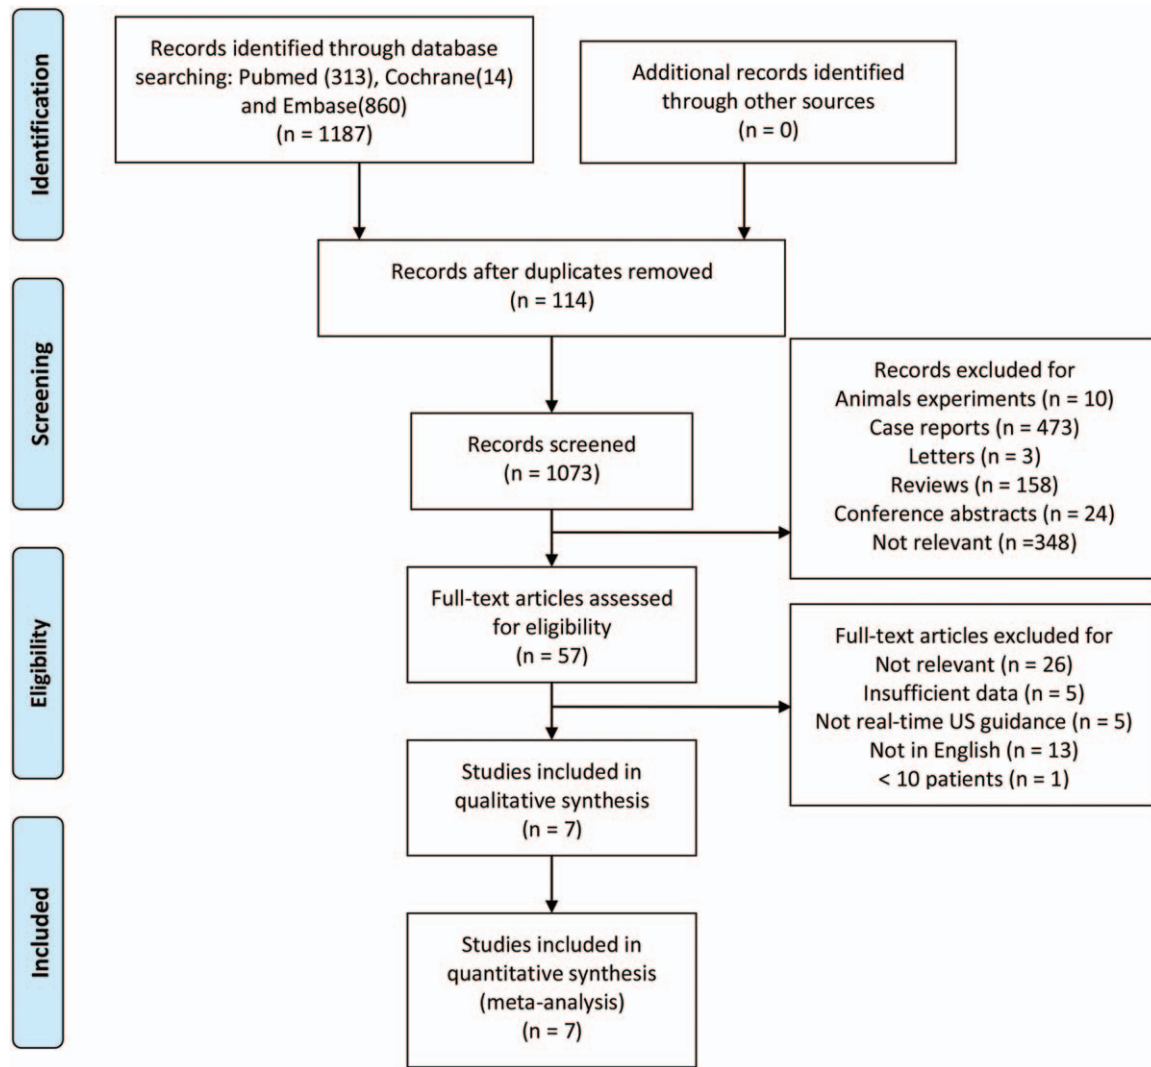 Identification
Records identified through database
searching: Pubmed (313), Cochrane(14)
and Embase(860)
(n = 1187)
Additional records identified
through other sources
(n = 0)
Records after duplicates removed
(n = 114)
Screening
Records screened
(n = 1073)
Records excluded for
Animals experiments (n = 10)
Case reports (n = 473)
Letters (n = 3)
Reviews (n = 158)
Conference abstracts (n = 24)
Not relevant (n =348)
Eligibility
Full-text articles assessed
for eligibility
(n = 57)
Full-text articles excluded for
Not relevant (n = 26)
Insufficient data (n = 5)
Not real-time US guidance (n = 5)
Not in English (n = 13)
< 10 patients (n = 1)
Studies included in
qualitative synthesis
(n = 7)
Included
Studies included in
quantitative synthesis
(meta-analysis)
(n = 7)